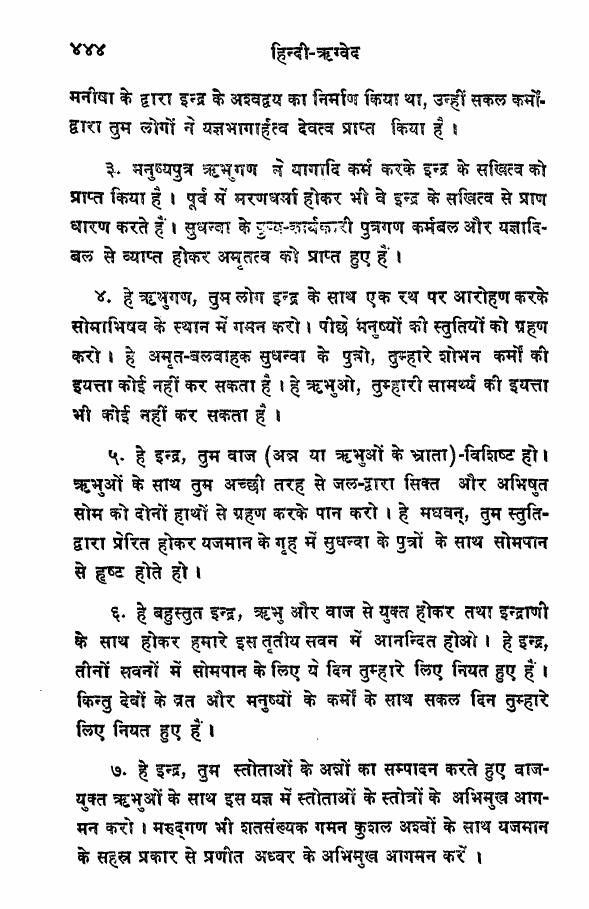 ४४४ हिन्दी-ऋग्वेद
मनीषा के द्वारा इन्द्र के अश्वद्वय का निर्माण किया था, उन्हीं सकल कर्मों-
द्वारा तुम लोगों ने यज्ञभागार्हत्व देवत्व प्राप्त किया है ।
३. मनुष्यपुत्र ऋभुगण ने यागादि कर्म करके इन्द्र के सखित्व को
प्राप्त किया है । पूर्व में मरणधर्मा होकर भी वे इन्द्र के सखित्व से प्राण
धारण करते हैं । सुधन्वा के पुण्य-कार्यकारी पुत्रगण कर्मबल और यज्ञादि-
बल से व्याप्त होकर अमृतत्व को प्राप्त हुए हैं ।
४. हे ऋभुगण, तुम लोग इन्द्र के साथ एक रथ पर आरोहण करके
सोमाभिषव के स्थान में गमन करो । पीछे मनुष्यों की स्तुतियों को ग्रहण
करो । हे अमृत-बलवाहक सुधन्वा के पुत्रो, तुम्हारे शोभन कर्मों की
इयत्ता कोई नहीं कर सकता है । हे ऋभुओ, तुम्हारी सामर्थ्य की इयत्ता
भी कोई नहीं कर सकता है ।
५. हे इन्द्र, तुम वाज (अन्न या ऋभुओं के भ्राता)-विशिष्ट हो ।
ऋभुओं के साथ तुम अच्छी तरह से जल-द्वारा सिक्त और अभिषुत
सोम को दोनों हाथों से ग्रहण करके पान करो । हे मघवन्, तुम स्तुति-
द्वारा प्रेरित होकर यजमान के गृह में सुधन्वा के पुत्रों के साथ सोमपान
से हृष्ट होते हो ।
६. हे बहुस्तुत इन्द्र, ऋभु और वाज से युक्त होकर तथा इन्द्राणी
के साथ होकर हमारे इस तृतीय सवन में आनन्दित होओ । हे इन्द्र,
तीनों सवनों में सोमपान के लिए ये दिन तुम्हारे लिए नियत हुए हैं ।
किन्तु देवों के व्रत और मनुष्यों के कर्मों के साथ सकल दिन तुम्हारे
लिए नियत हुए हैं ।
७. हे इन्द्र, तुम स्तोताओं के अन्नों का सम्पादन करते हुए वाज-
युक्त ऋभुओं के साथ इस यज्ञ में स्तोताओं के स्तोत्रों के अभिमुख आग-
मन करो । मरुद्गण भी शतसंख्यक गमन कुशल अश्वों के साथ यजमान
के सहस्र प्रकार से प्रणीत अध्वर के अभिमुख आगमन करें ।